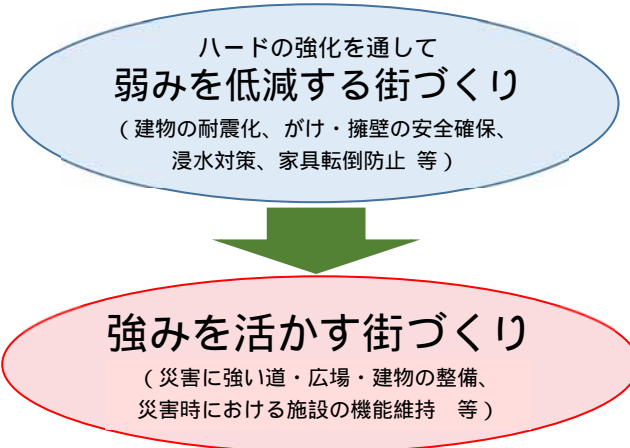 ハードの強化を通して
弱みを低減する街づくり
(建物の耐震化、がけ・擁壁の安全確保、
浸水対策、家具転倒防止 等)
強みを活かす街づくり
(災害に強い道・広場・建物の整備、
災害時における施設の機能維持　等)